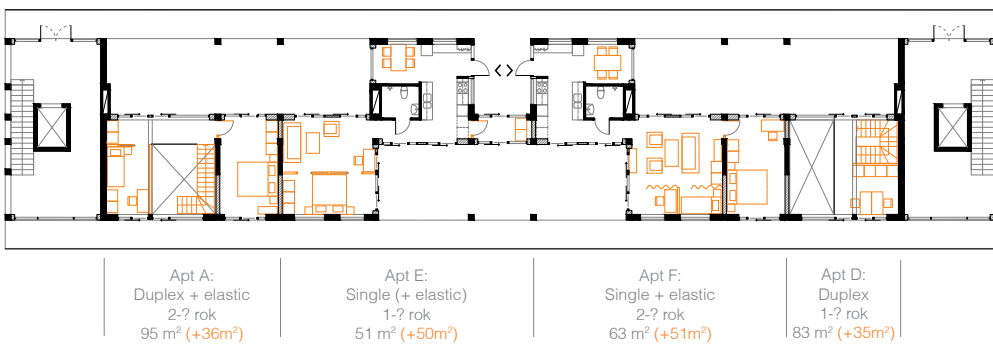 Apt A:
Duplex + elastic
2-? rok
95 m² (+36m²)
Apt E:
Single (+ elastic)
1-? rok
51 m² (+50m²)
Apt F:
Single + elastic
2-? rok
63 m² (+51m²)
Apt D:
Duplex
1-? rok
83 m² (+35m²)